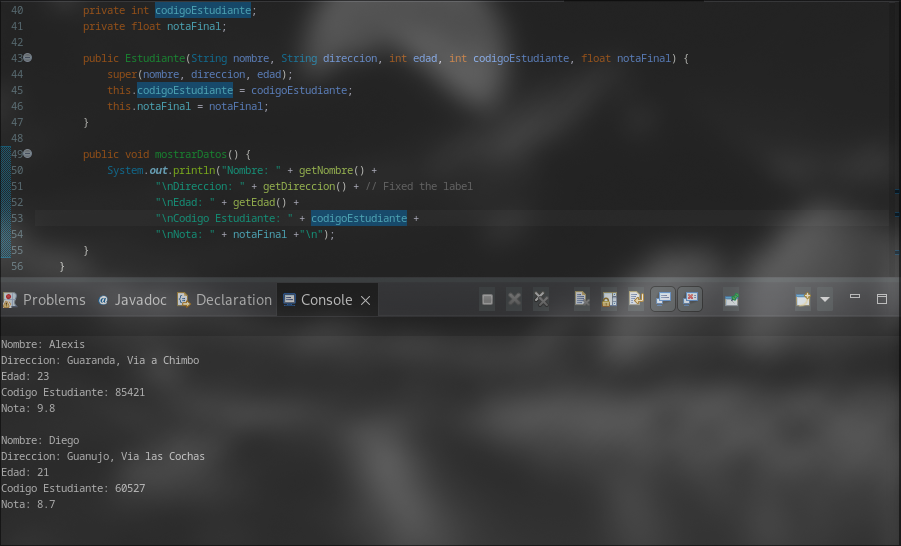 40 private int codigoEstudiante;
41 private float notaFinal;
42
43 public Estudiante(String nombre, String direccion, int edad, int codigoEstudiante, float notaFinal) {
44 super(nombre, direccion, edad);
45 this.codigoEstudiante = codigoEstudiante;
46 this.notaFinal = notaFinal;
47 }
48
49 public void mostrarDatos() {
50 System.out.println("Nombre: " + getNombre() +
51 "\nDireccion: " + getDireccion() + // Fixed the label
52 "\nEdad: " + getEdad() +
53 "\nCodigo Estudiante: " + codigoEstudiante +
54 "\nNota: " + notaFinal +"\n");
55 }
56 }
Problems @ Javadoc Declaration Console
Nombre: Alexis
Direccion: Guaranda, Via a Chimbo
Edad: 23
Codigo Estudiante: 85421
Nota: 9.8
Nombre: Diego
Direccion: Guanujo, Via las Cochas
Edad: 21
Codigo Estudiante: 60527
Nota: 8.7